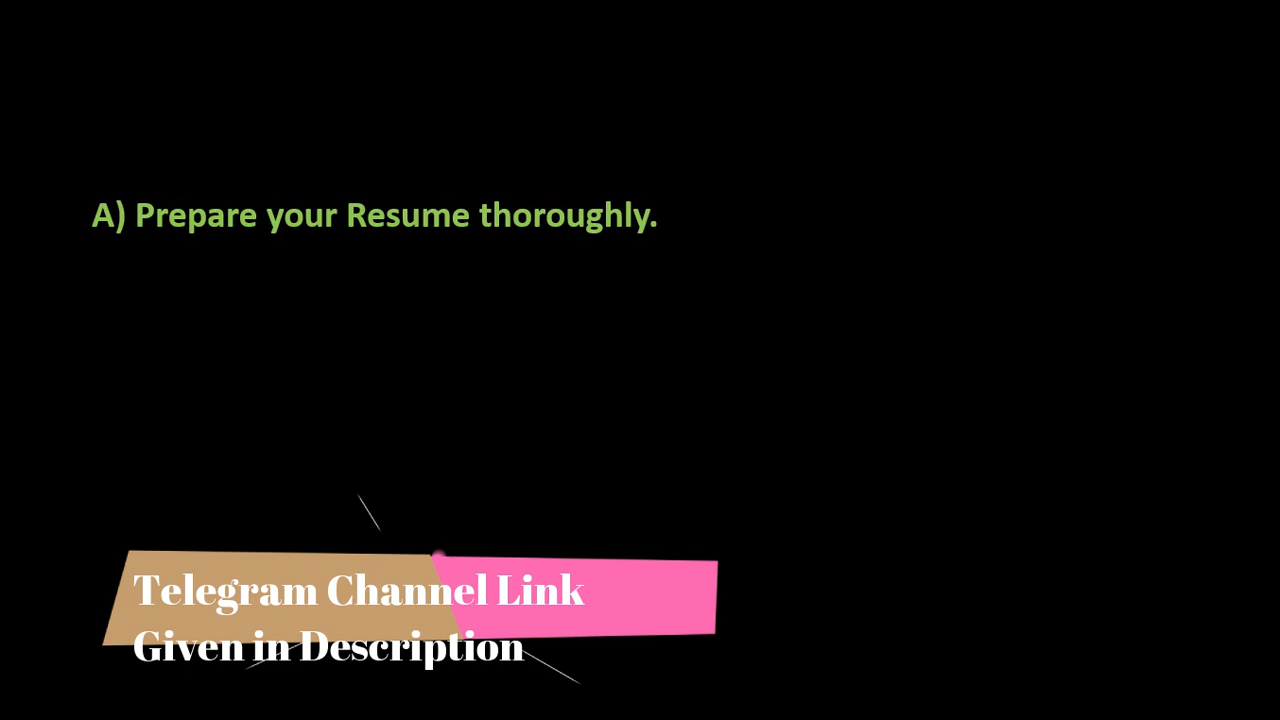 A) Prepare your Resume thoroughly.
Telegram Channel Link
Given in Description